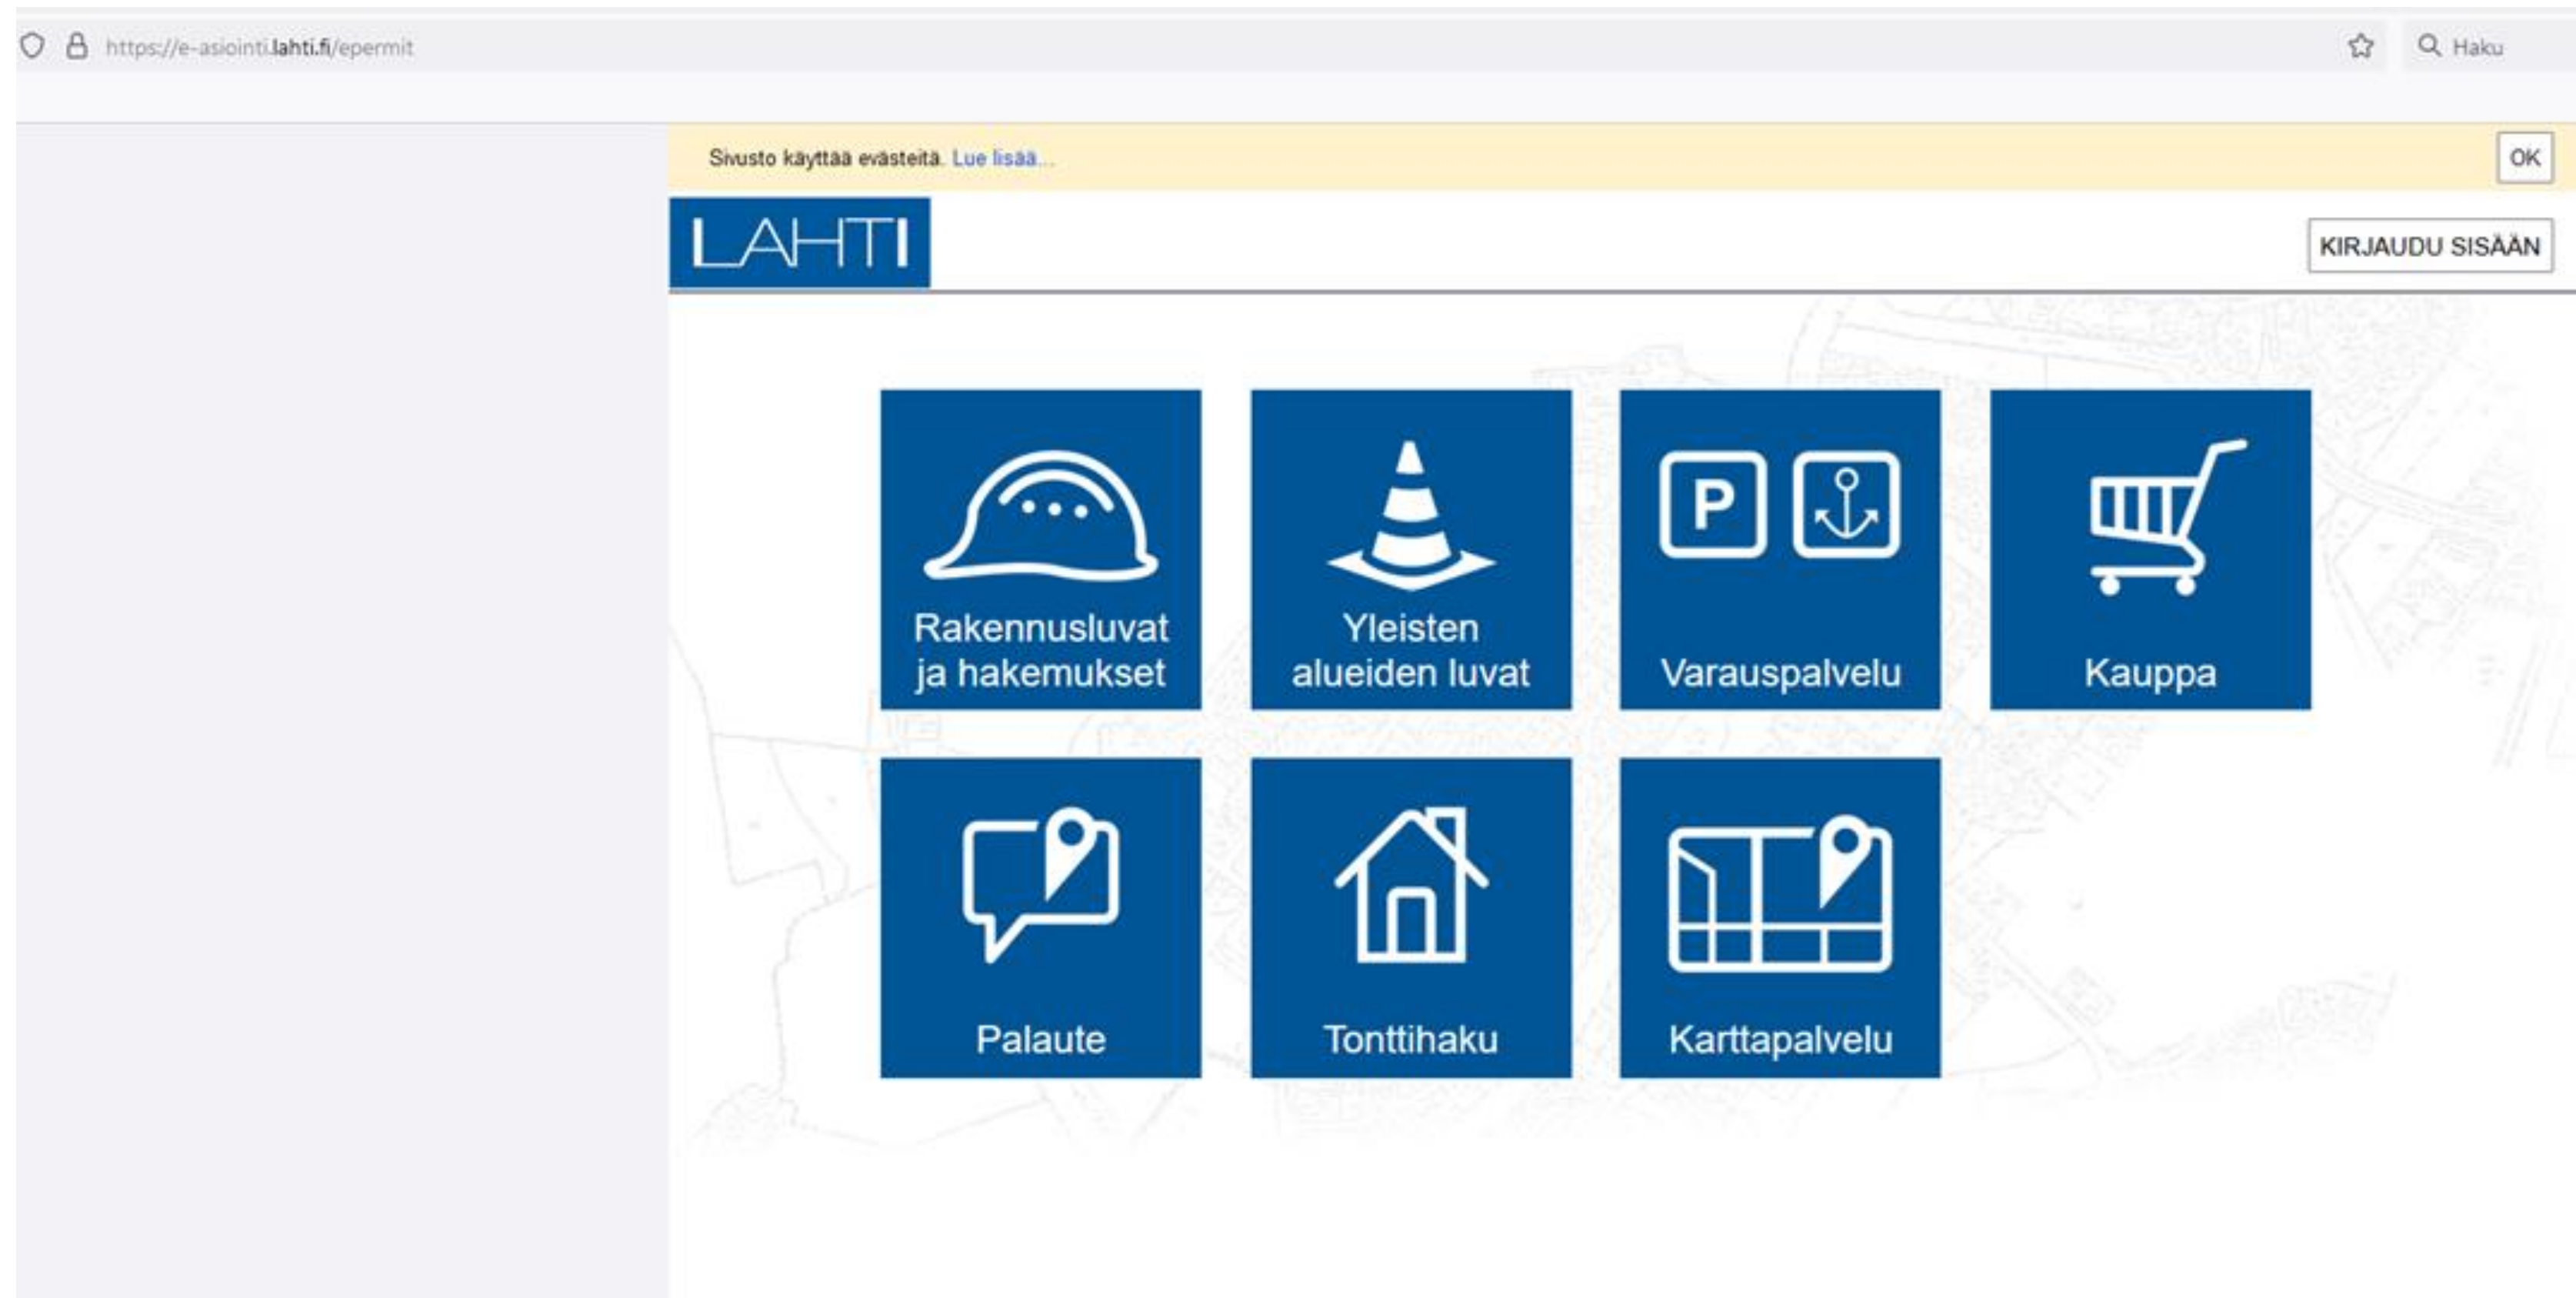 https://e-asiointi.lahti.fi/epermit
Haku
Sivusto käyttää evästeitä. Lue lisää...
OK
LAHTI
KIRJAUDU SISÄÄN
Rakennusluvat
ja hakemukset
Yleisten
alueiden luvat
P
Varauspalvelu
Kauppa
Palaute
Tonttihaku
Karttapalvelu